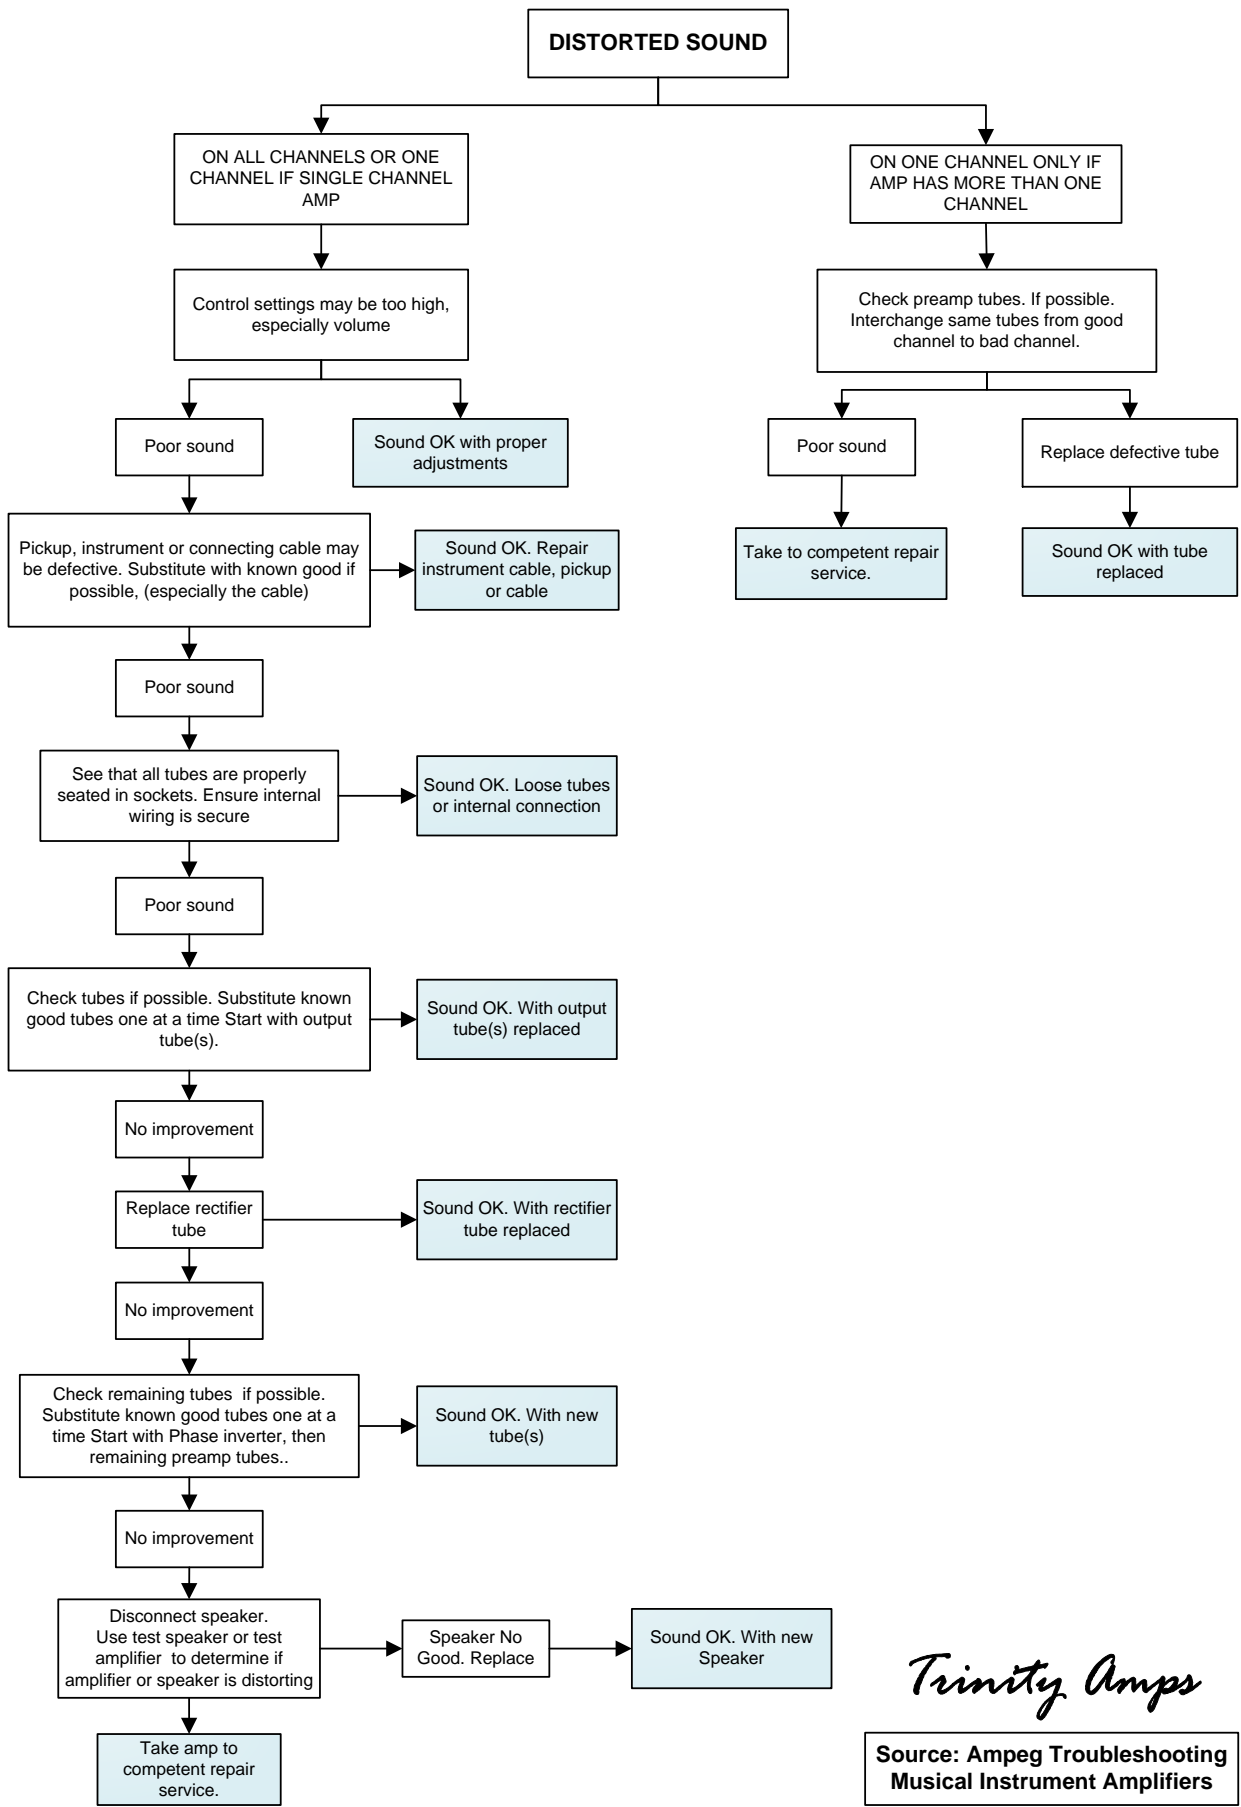 DISTORTED SOUND
ON ALL CHANNELS OR ONE
CHANNEL IF SINGLE CHANNEL
AMP
ON ONE CHANNEL ONLY IF
AMP HAS MORE THAN ONE
CHANNEL
Control settings may be too high,
especially volume
Check preamp tubes. If possible.
Interchange same tubes from good
channel to bad channel.
Poor sound
Sound OK with proper
adjustments
Poor sound
Replace defective tube
Pickup, instrument or connecting cable may
be defective. Substitute with known good if
possible, (especially the cable)
Sound OK. Repair
instrument cable, pickup
or cable
Take to competent repair
service.
Sound OK with tube
replaced
Poor sound
See that all tubes are properly
seated in sockets. Ensure internal
wiring is secure
Sound OK. Loose tubes
or internal connection
Poor sound
Check tubes if possible. Substitute known
good tubes one at a time Start with output
tube(s).
Sound OK. With output
tube(s) replaced
No improvement
Replace rectifier
tube
Sound OK. With rectifier
tube replaced
No improvement
Check remaining tubes  if possible.
Substitute known good tubes one at a
time Start with Phase inverter, then
remaining preamp tubes..
Sound OK. With new
tube(s)
No improvement
Disconnect speaker.
Use test speaker or test
amplifier  to determine if
amplifier or speaker is distorting
Speaker No
Good. Replace
Sound OK. With new
Speaker
Take amp to
competent repair
service.
Trinity Amps
Source: Ampeg Troubleshooting
Musical Instrument Amplifiers